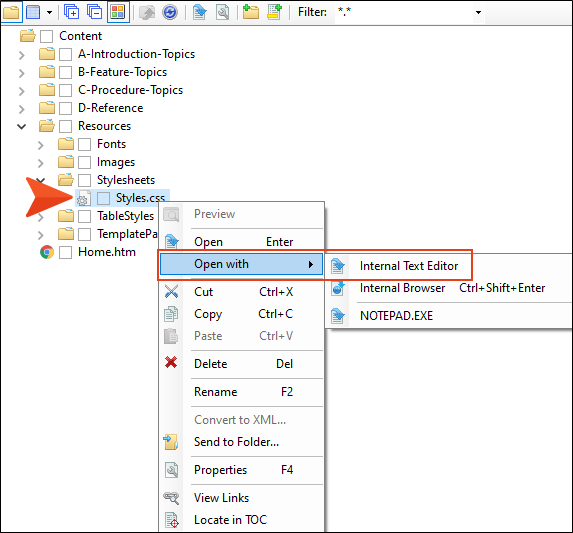 Filter: *.*
Content
A-Introduction-Topics
B-Feature-Topics
C-Procedure-Topics
D-Reference
Resources
Fonts
Images
Stylesheets
Styles.css
TableStyles
TemplatePa
Home.htm
Preview
Open Enter
Open with
Internal Text Editor
Internal Browser Ctrl+Shift+Enter
NOTEPAD.EXE
Cut Ctrl+X
Copy Ctrl+C
Paste Ctrl+V
Delete Del
Rename F2
Convert to XML...
Send to Folder...
Properties F4
View Links
Locate in TOC